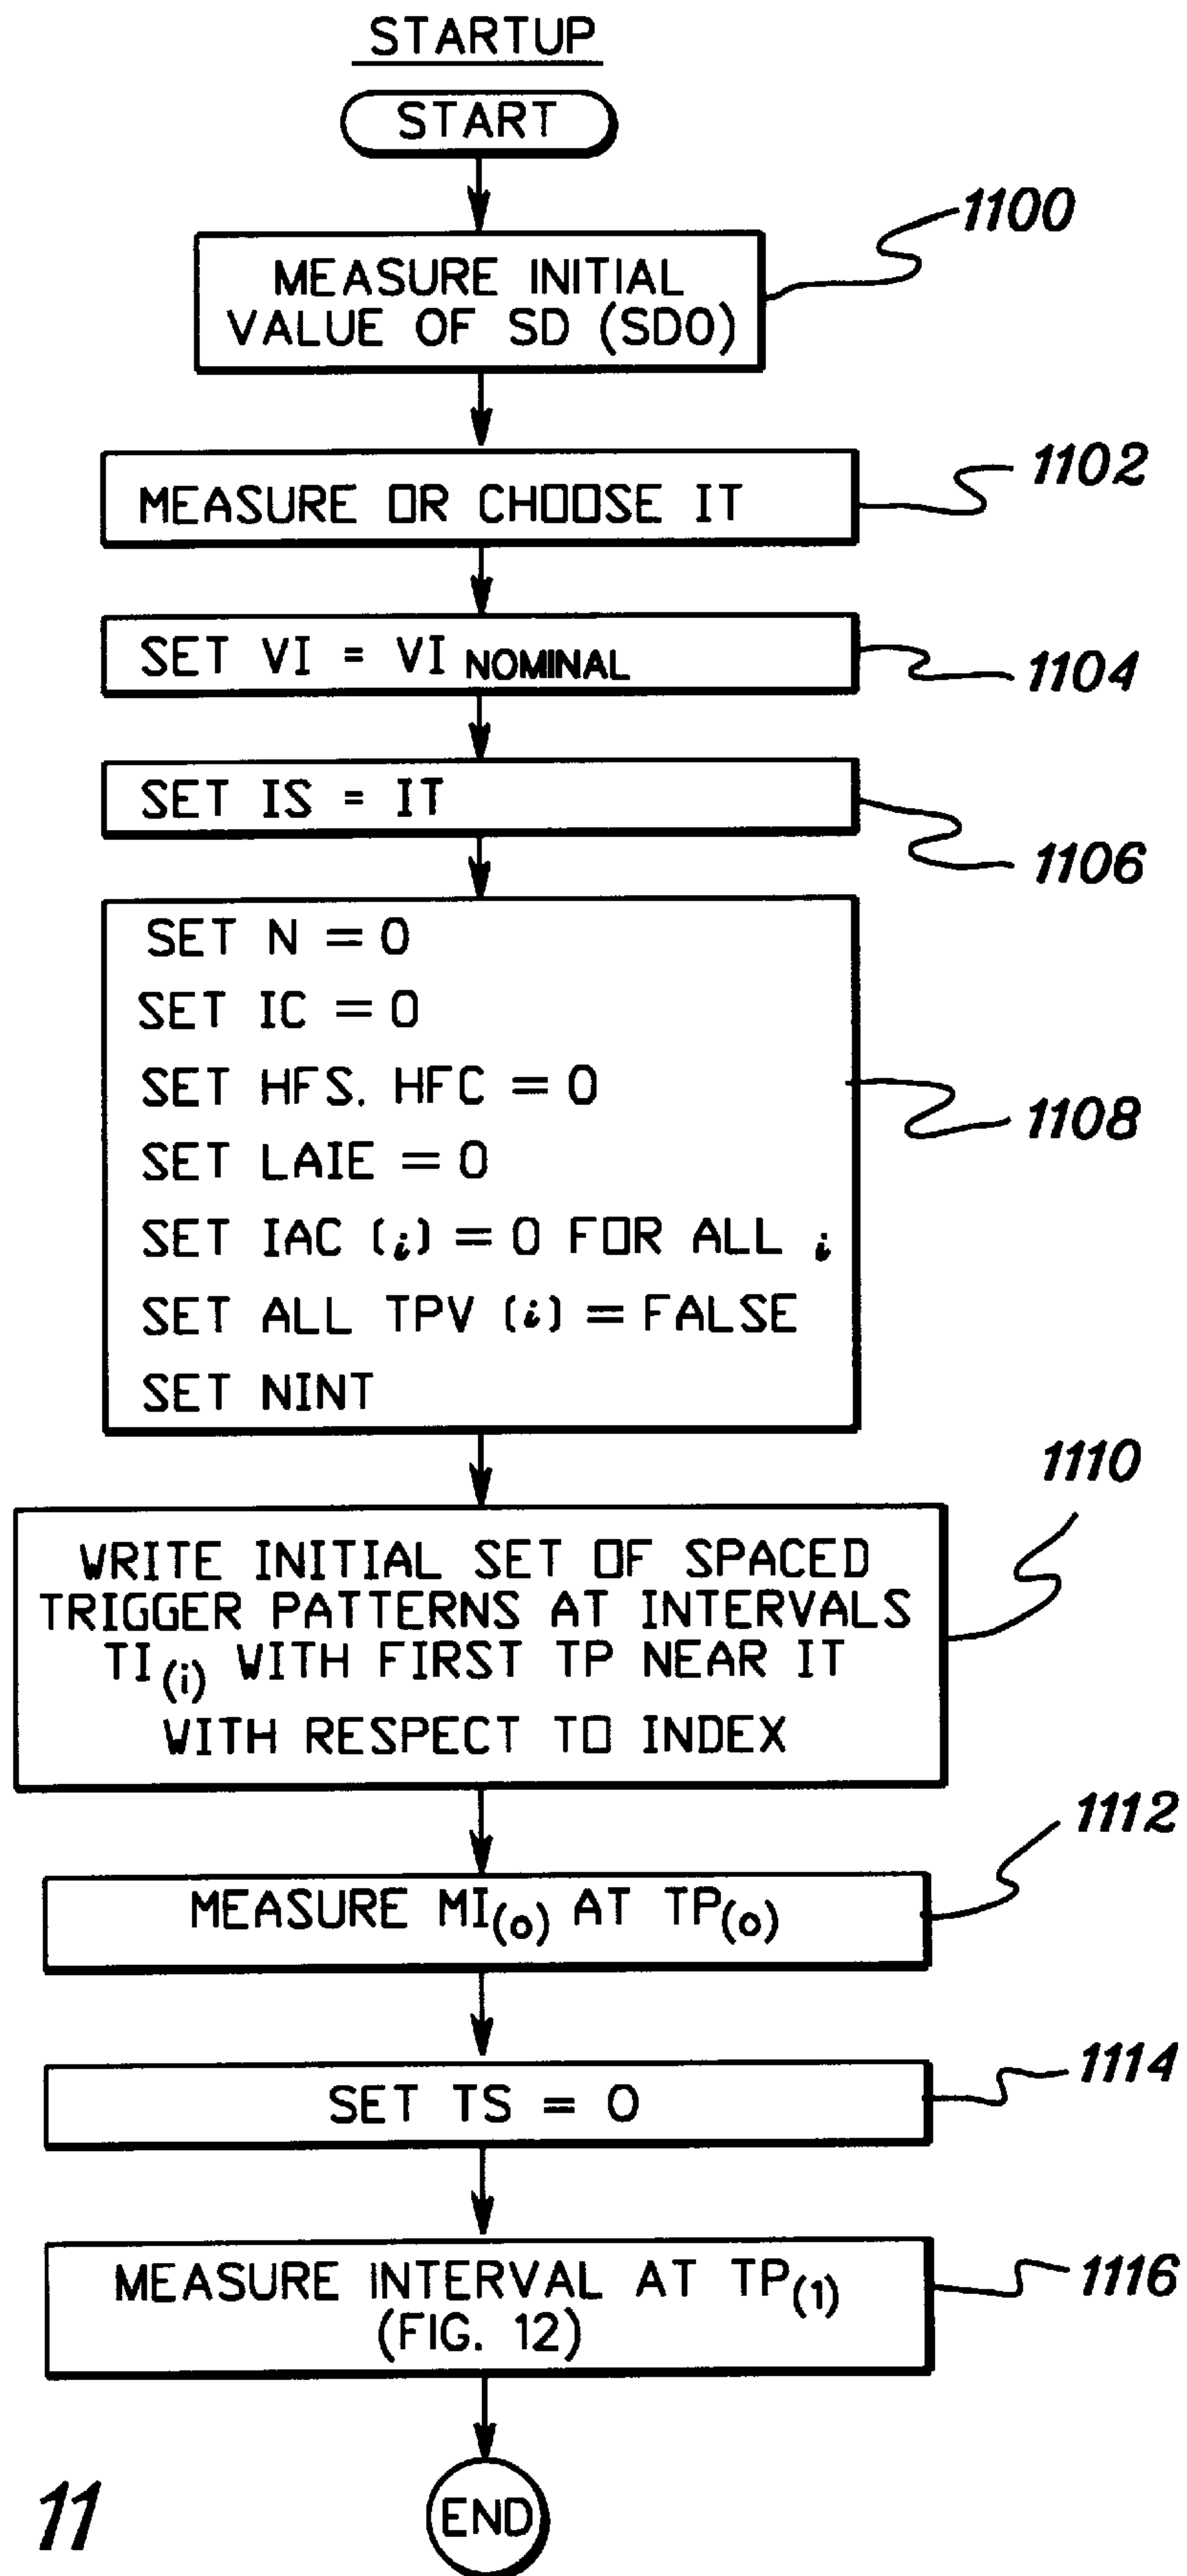 STARTUP
START
1100
MEASURE INITIAL
VALUE OF SD (SD0)
1102
MEASURE OR CHOOSE IT
SET VI = VI NOMINAL
1104
SET IS = IT
1106
SET N = 0
SET IC = 0
SET HFS. HFC = 0
1108
SET LAIE = 0
SET IAC (i) = 0 FOR ALL i
SET ALL TPV (i) = FALSE
SET NINT
1110
WRITE INITIAL SET OF SPACED
TRIGGER PATTERNS AT INTERVALS
TI(i) WITH FIRST TP NEAR IT
WITH RESPECT TO INDEX
1112
MEASURE MI(0) AT TP(0)
1114
SET TS = 0
1116
MEASURE INTERVAL AT TP(1)
(FIG. 12)
11
END